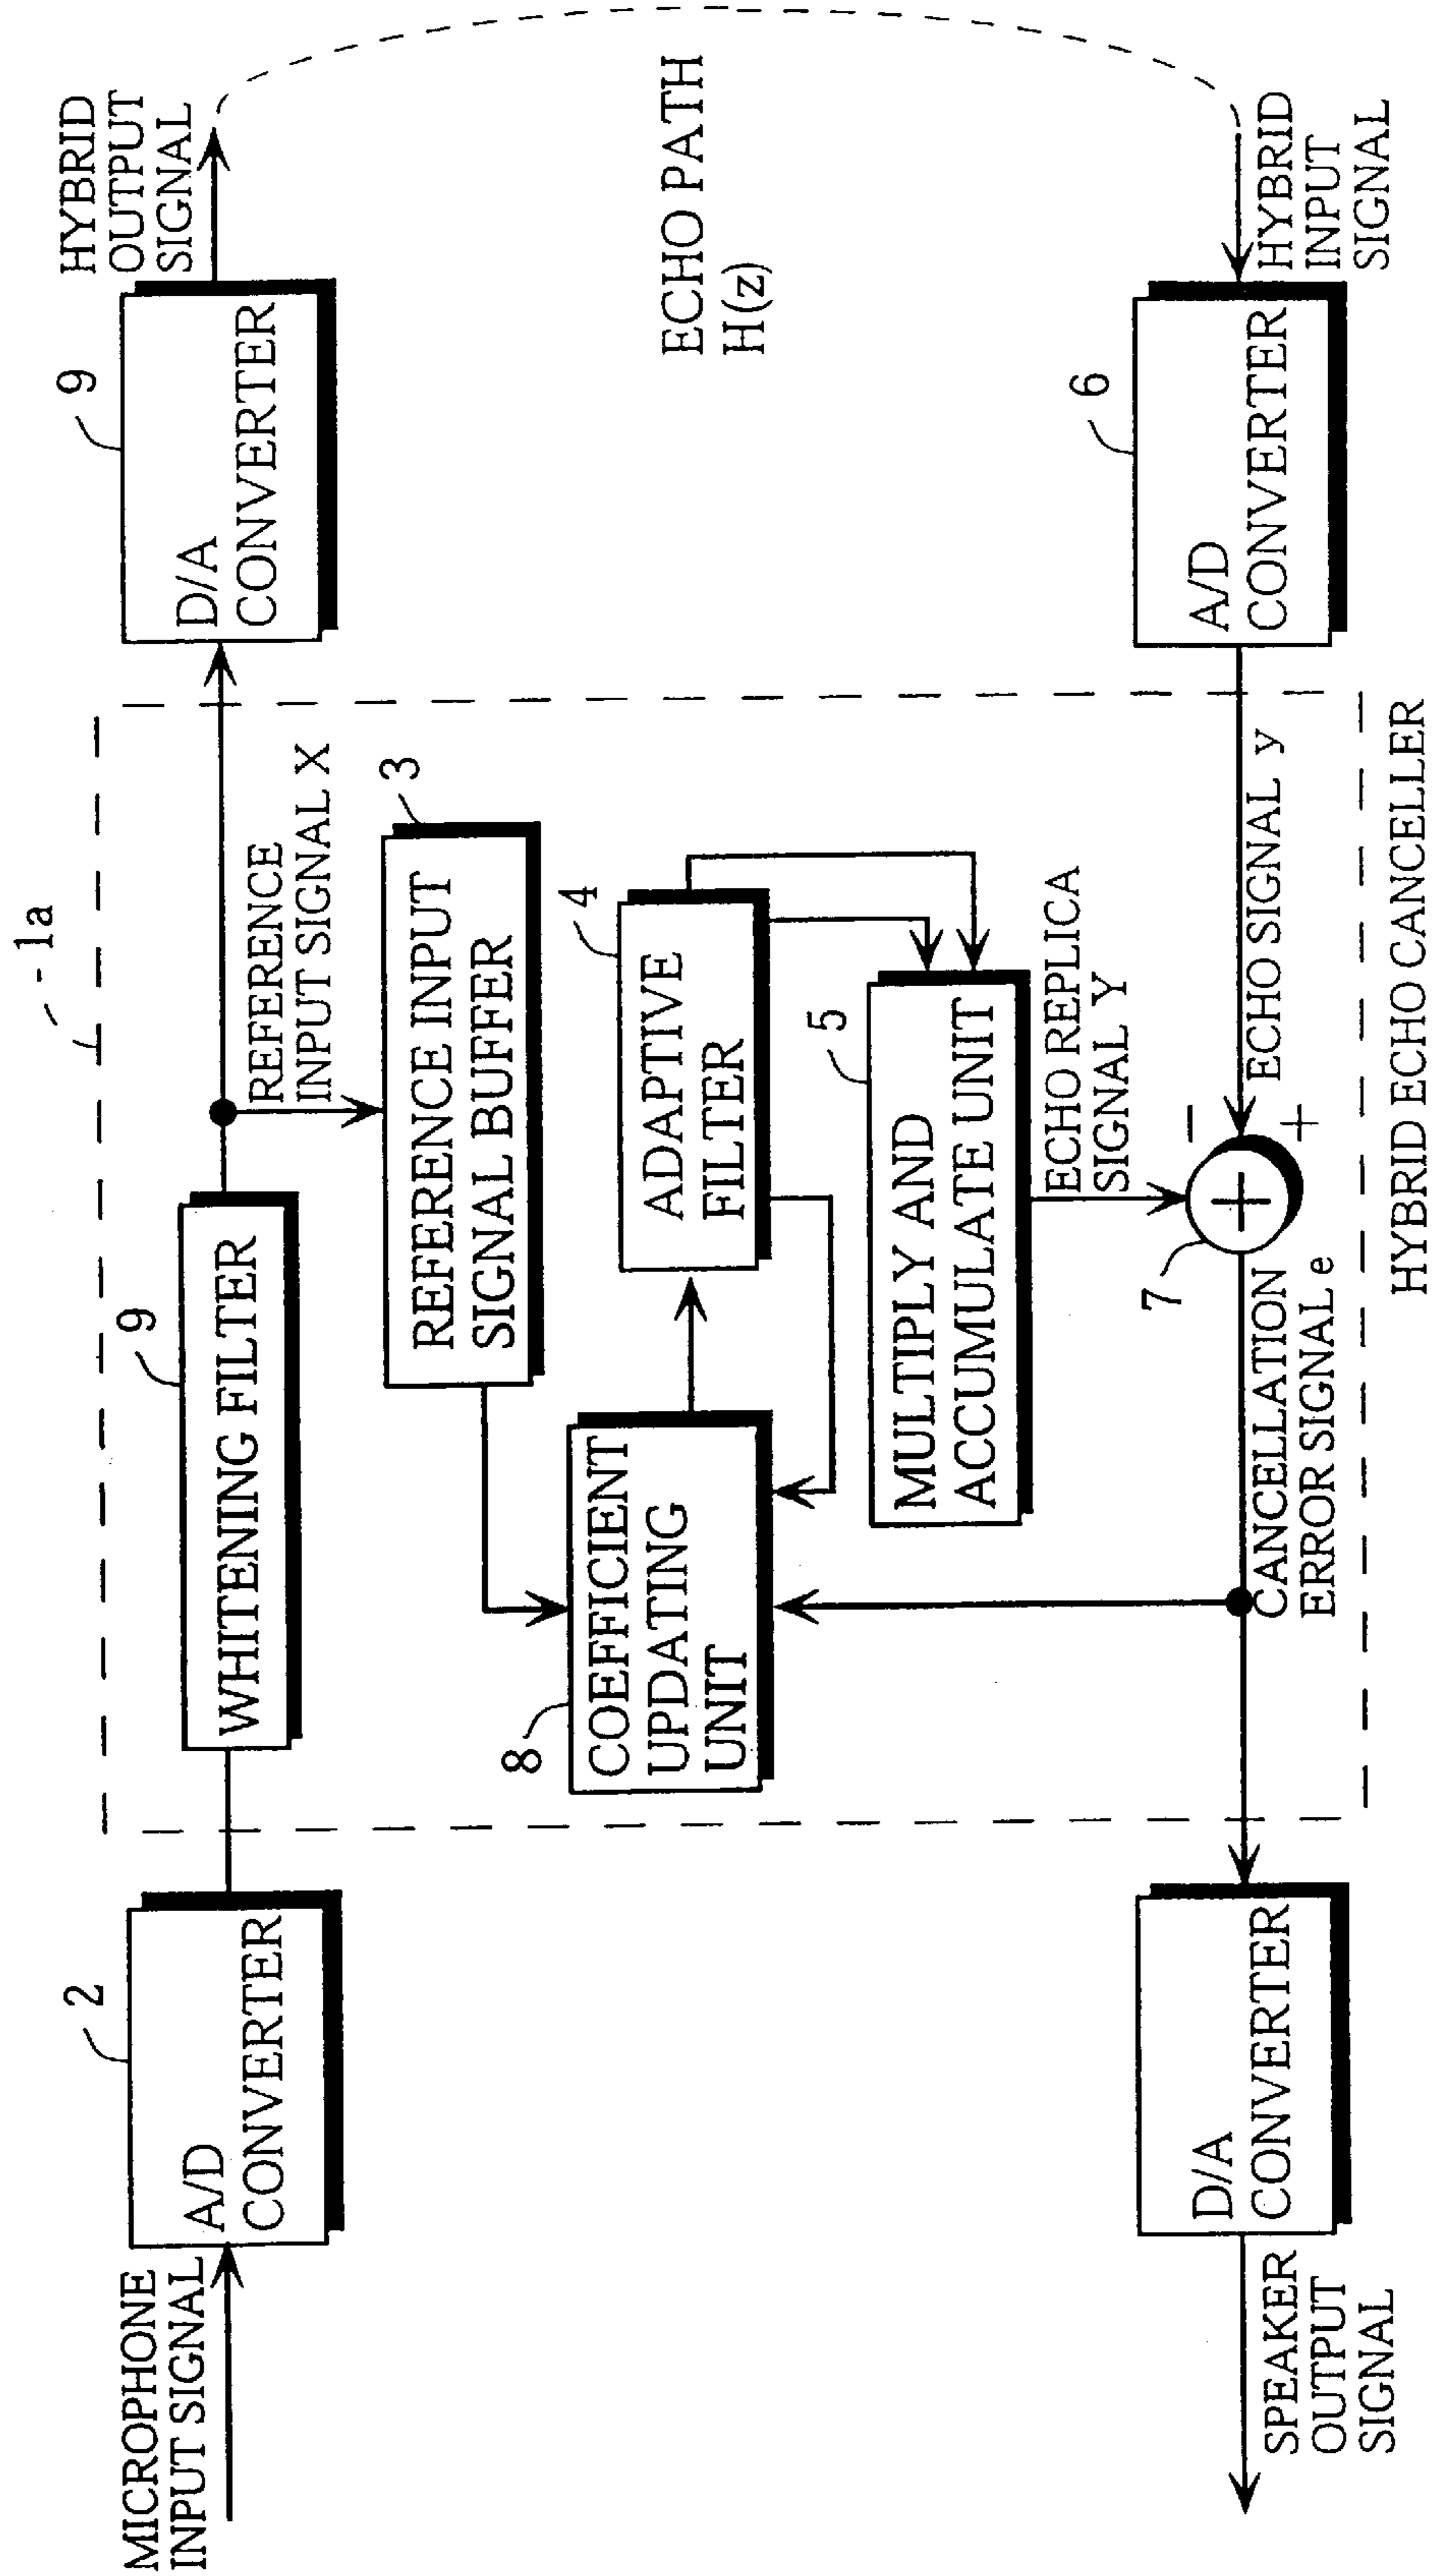 1a
MICROPHONE
INPUT SIGNAL
2
A/D
CONVERTER
9
WHITENING FILTER
REFERENCE
INPUT SIGNAL X
9
D/A
CONVERTER
HYBRID
OUTPUT
SIGNAL
3
REFERENCE INPUT
SIGNAL BUFFER
8
COEFFICIENT
UPDATING
UNIT
4
ADAPTIVE
FILTER
ECHO PATH
H(z)
5
MULTIPLY AND
ACCUMULATE UNIT
ECHO REPLICA
SIGNAL Y
SPEAKER
OUTPUT
SIGNAL
D/A
CONVERTER
CANCELLATION
ERROR SIGNAL e
7
+
−
+
ECHO SIGNAL y
6
A/D
CONVERTER
HYBRID
INPUT
SIGNAL
HYBRID ECHO CANCELLER